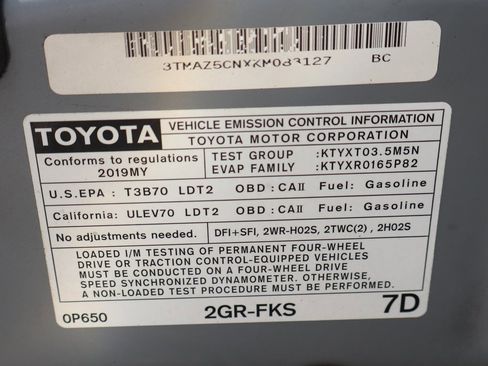 3TMAZ5CNXKM083127 BC
TOYOTA
VEHICLE EMISSION CONTROL INFORMATION
TOYOTA MOTOR CORPORATION
Conforms to regulations
2019MY
TEST GROUP :KTYXT03.5M5N
EVAP FAMILY :KTYXR0165P82
U.S.EPA : T3B70 LDT2 OBD : CAII Fuel: Gasoline
California: ULEV70 LDT2 OBD : CAII Fuel: Gasoline
No adjustments needed. DFI+SFI, 2WR-HO2S, 2TWC(2) , 2HO2S
LOADED I/M TESTING OF PERMANENT FOUR-WHEEL
DRIVE OR TRACTION CONTROL-EQUIPPED VEHICLES
MUST BE CONDUCTED ON A FOUR-WHEEL
SPEED SYNCHRONIZED DYNAMOMETER. OTHERWISE,
A NON-LOADED TEST PROCEDURE MUST BE PERFORMED.
0P650 2GR-FKS 7D